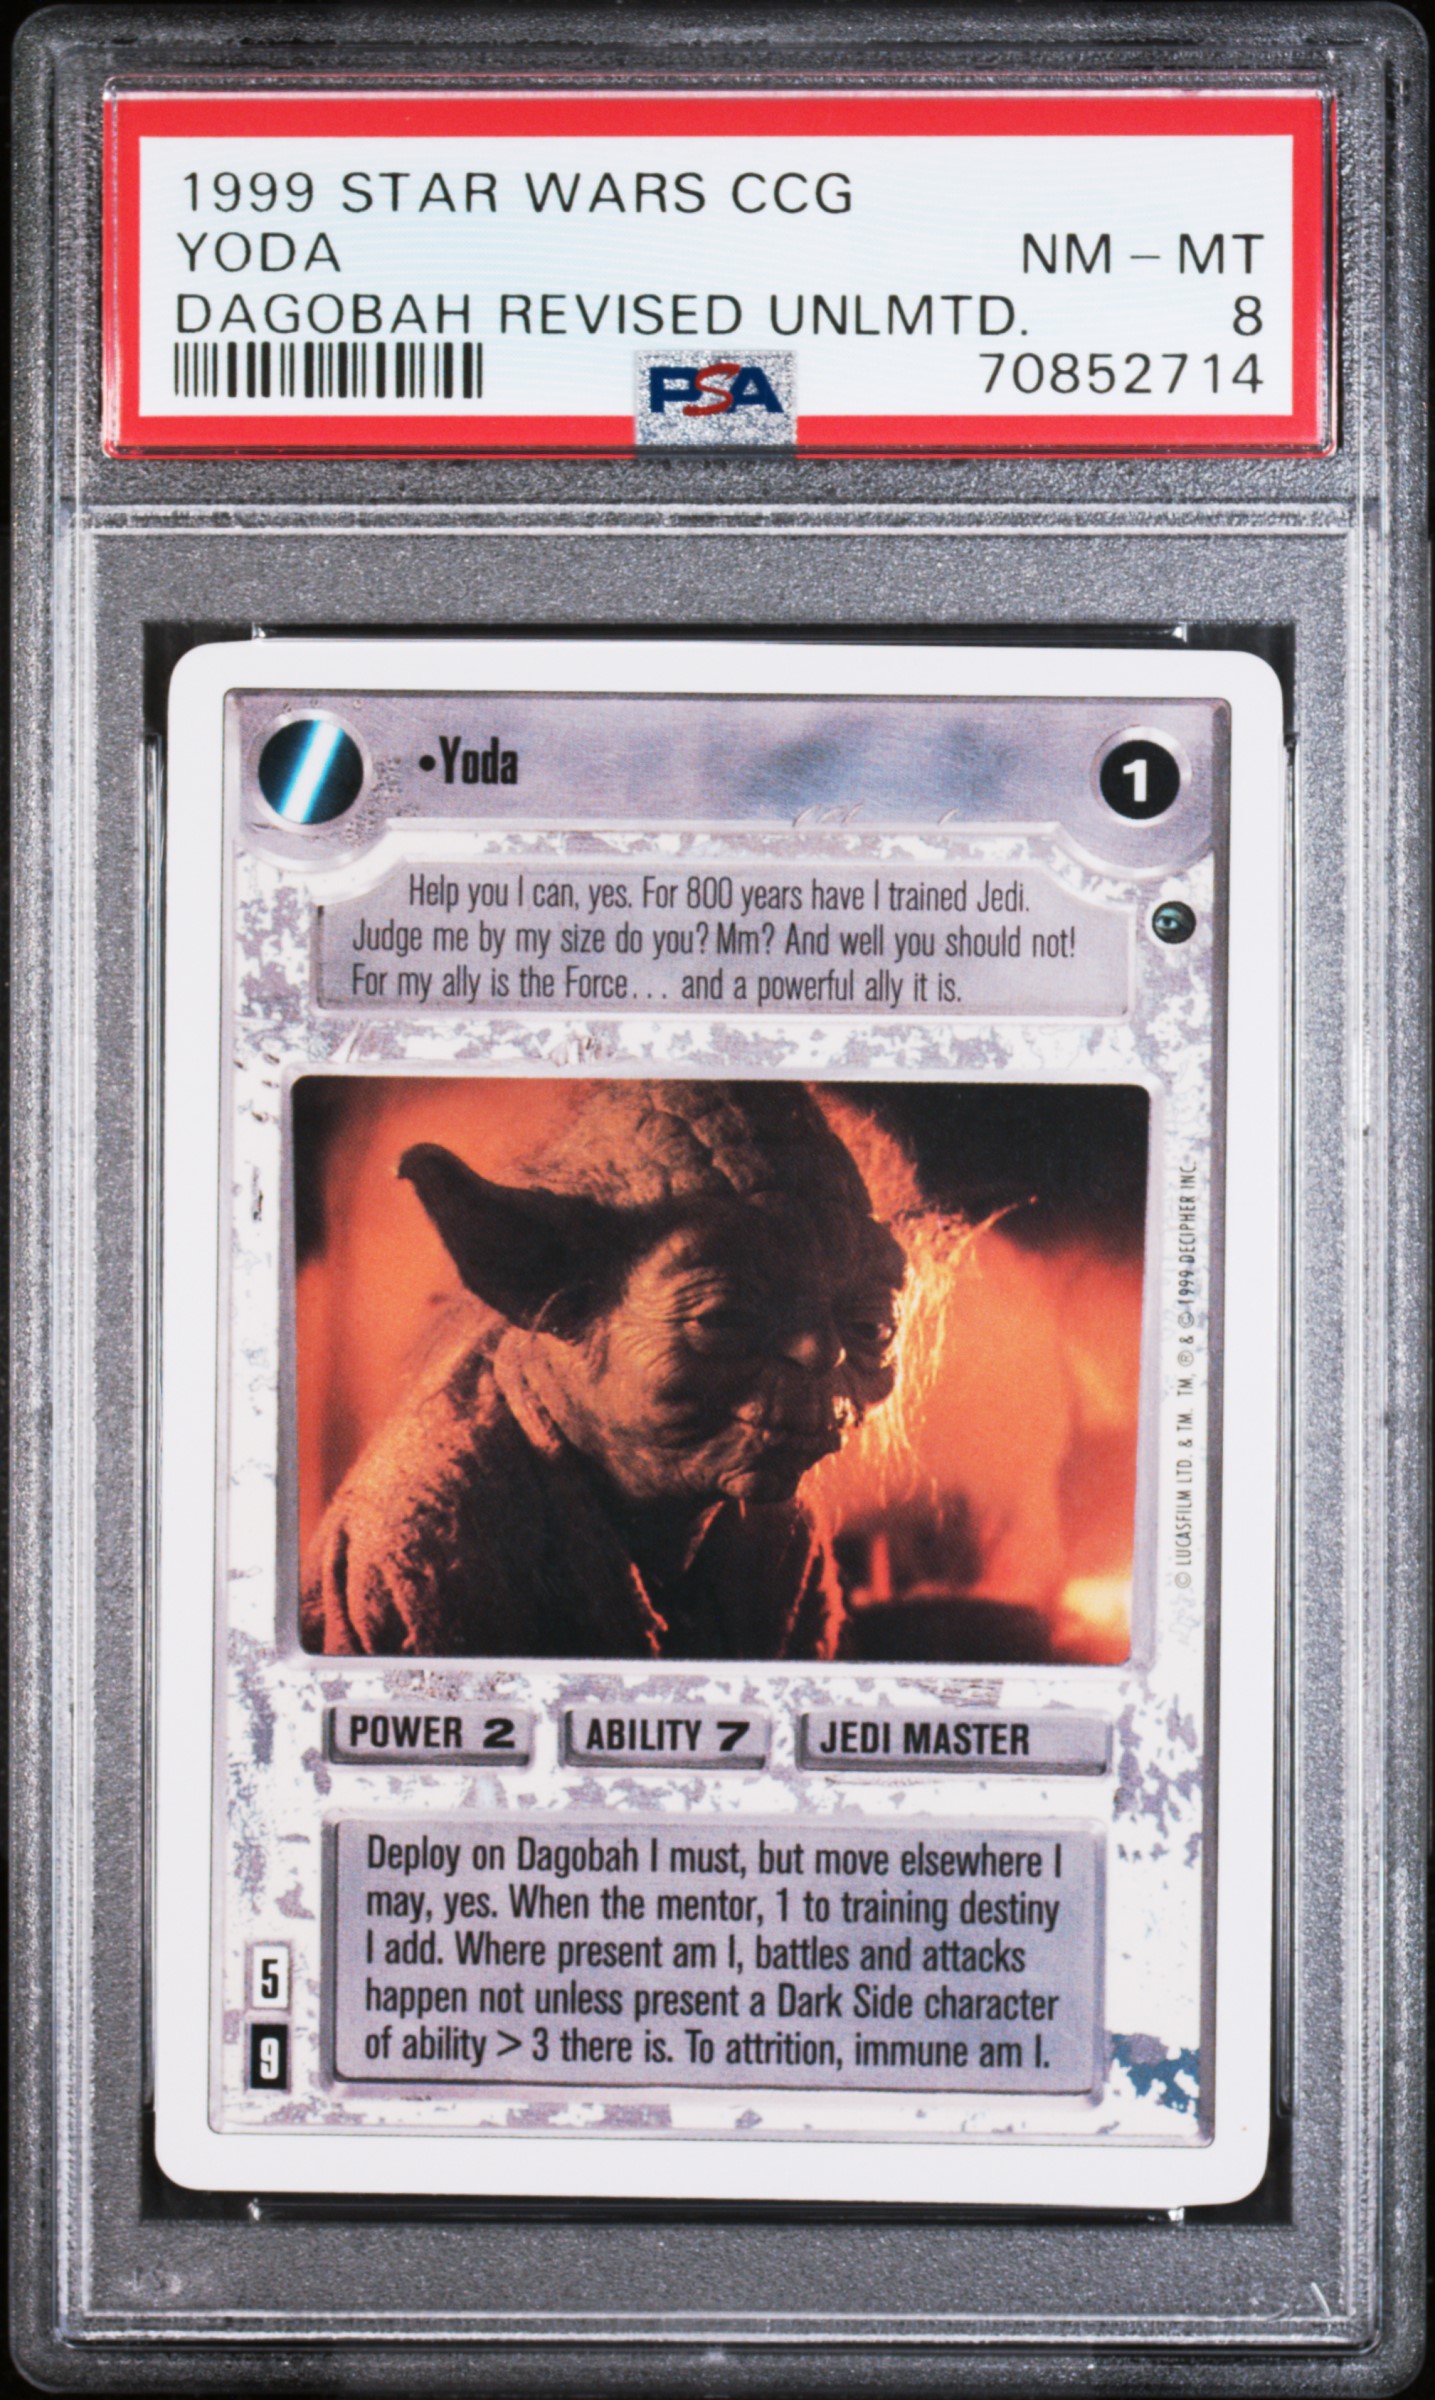 1999 STAR WARS CCG
YODA NM - MT
DAGOBAH REVISED UNLMTD. 8
PSA 70852714
•Yoda 1
Help you I can, yes. For 800 years have I trained Jedi.
Judge me by my size do you? Mm? And well you should not!
For my ally is the Force... and a powerful ally it is.
© LUCASFILM LTD. & TM. TM, ® & © 1999 DECIPHER INC.
POWER 2 ABILITY 7 JEDI MASTER
Deploy on Dagobah I must, but move elsewhere I
may, yes. When the mentor, 1 to training destiny
I add. Where present am I, battles and attacks
happen not unless present a Dark Side character
of ability > 3 there is. To attrition, immune am I.
5
9